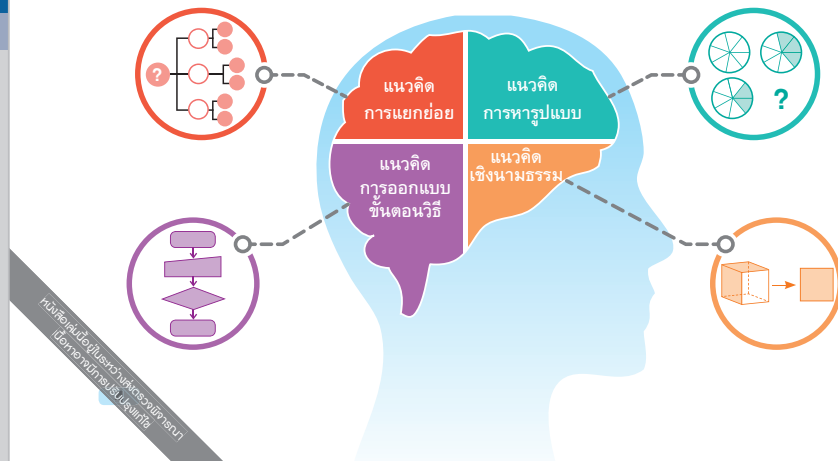 ?
แนวคิด
การแยกย่อย
แนวคิด
การหารูปแบบ
?
แนวคิด
การออกแบบ
ขั้นตอนวิธี
แนวคิด
เชิงนามธรรม
หนังสือเล่มนี้อยู่ในระหว่างส่งตรวจพิจารณา
เนื้อหาอาจมีการปรับปรุงแก้ไข